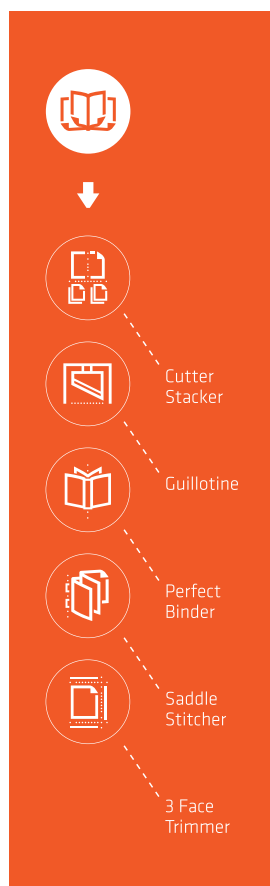 Cutter
Stacker
Guillotine
Perfect
Binder
Saddle
Stitcher
3 Face
Trimmer